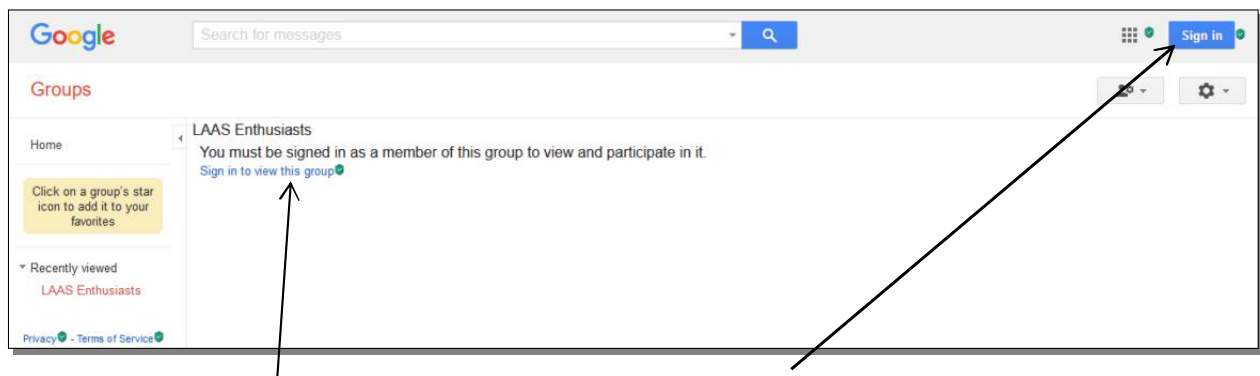 Google
Search for messages
Sign in
Groups
Home
Click on a group's star
icon to add it to your
favorites
Recently viewed
LAAS Enthusiasts
Privacy - Terms of Service
LAAS Enthusiasts
You must be signed in as a member of this group to view and participate in it.
Sign in to view this group